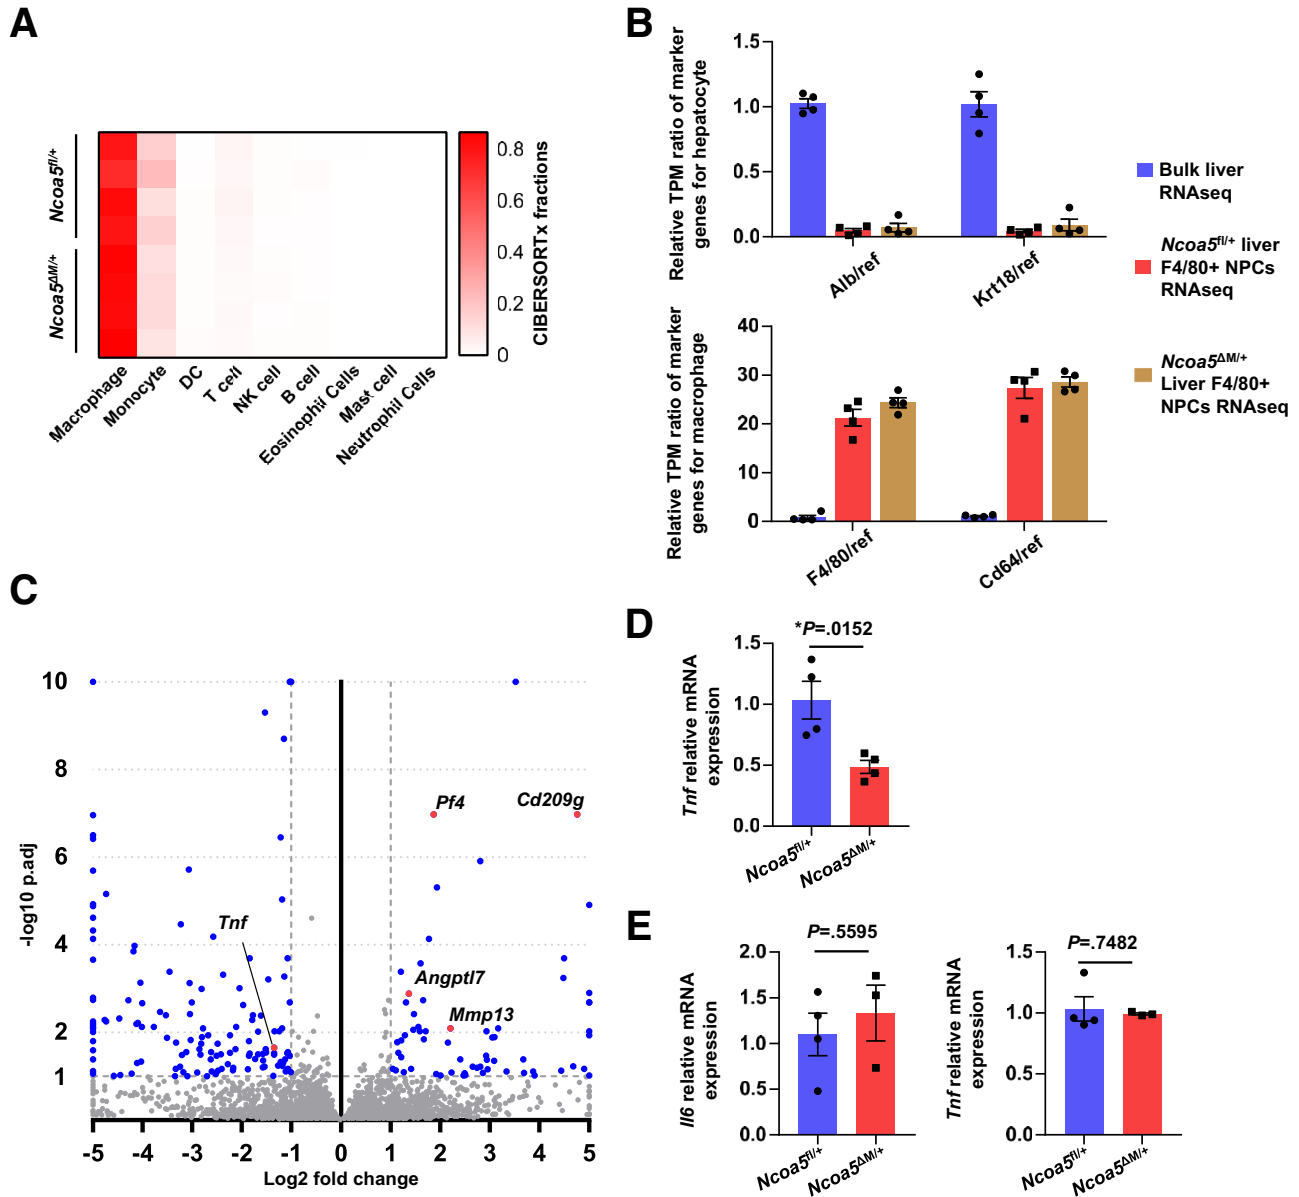 A
Ncoa5fl/+
Ncoa5ΔM/+
Macrophage
Monocyte
DC
T cell
NK cell
B cell
Eosinophil Cells
Mast cell
Neutrophil Cells
0.8
0.6
0.4
0.2
0
CIBERSORTx fractions
B
Relative TPM ratio of marker
genes for hepatocyte
1.5
1.0
0.5
0.0
Alb/ref
Krt18/ref
Relative TPM ratio of marker
genes for macrophage
40
30
20
10
0
F4/80/ref
Cd64/ref
Bulk liver
RNAseq
Ncoa5fl/+ liver
F4/80+ NPCs
RNAseq
Ncoa5ΔM/+
Liver F4/80+
NPCs RNAseq
C
-log10 p.adj
10
8
6
4
2
1
Pf4
Cd209g
Tnf
Angptl7
Mmp13
-5 -4 -3 -2 -1 0 1 2 3 4 5
Log2 fold change
D
*P=.0152
Tnf relative mRNA
expression
1.5
1.0
0.5
0.0
Ncoa5fl/+
Ncoa5ΔM/+
E
P=.5595
Il6 relative mRNA
expression
2.0
1.5
1.0
0.5
0.0
Ncoa5fl/+
Ncoa5ΔM/+
P=.7482
Tnf relative mRNA
expression
1.5
1.0
0.5
0.0
Ncoa5fl/+
Ncoa5ΔM/+